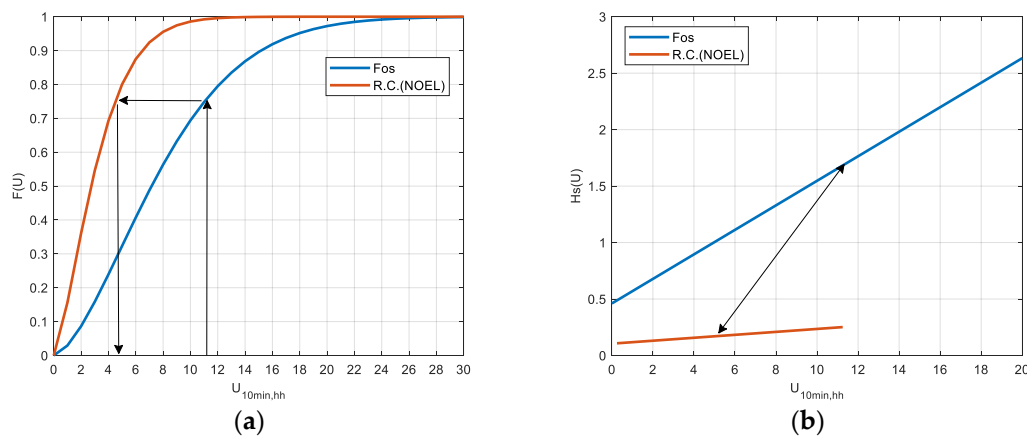 1
0.9
0.8
0.7
0.6
0.5
0.4
0.3
0.2
0.1
0
F(U)
Fos
R.C.(NOEL)
0 2 4 6 8 10 12 14 16 18 20 22 24 26 28 30
U10min,hh
(a)
3
2.5
2
1.5
1
0.5
0
Hs(U)
Fos
R.C.(NOEL)
0 2 4 6 8 10 12 14 16 18 20
U10min,hh
(b)